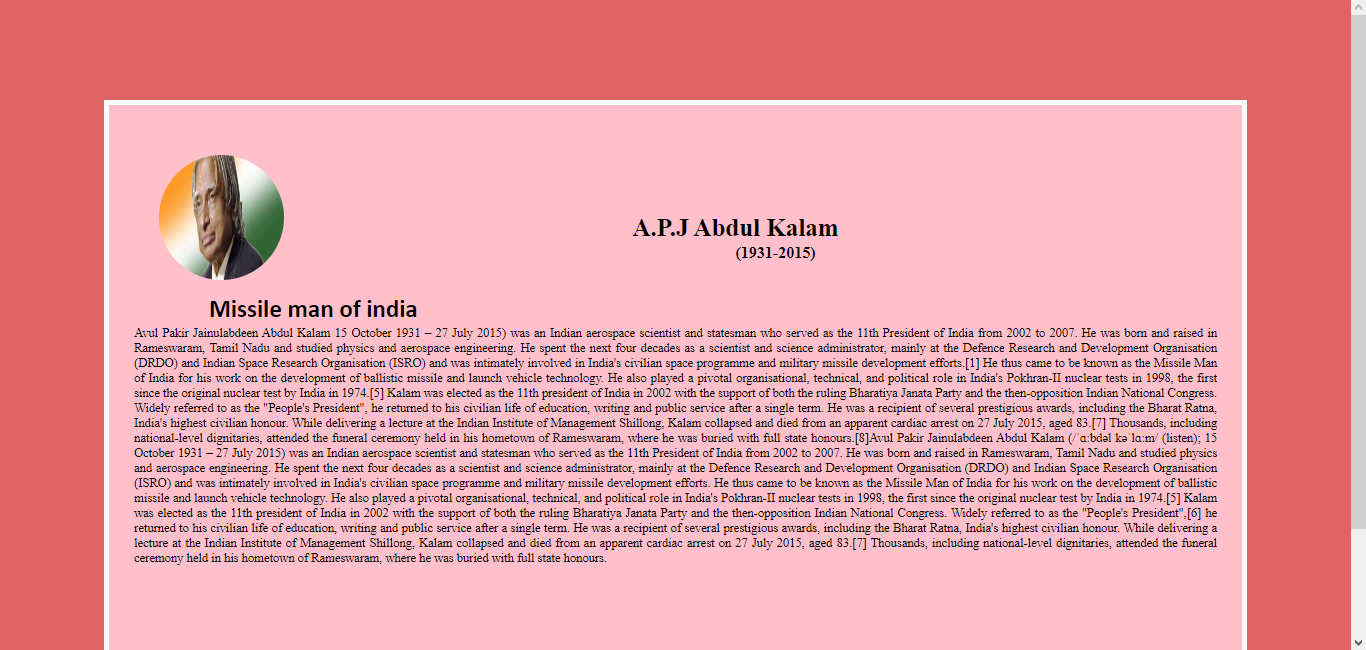 A.P.J Abdul Kalam
(1931-2015)
Missile man of india
Avul Pakir Jainulabdeen Abdul Kalam 15 October 1931 – 27 July 2015) was an Indian aerospace scientist and statesman who served as the 11th President of India from 2002 to 2007. He was born and raised in
Rameswaram, Tamil Nadu and studied physics and aerospace engineering. He spent the next four decades as a scientist and science administrator, mainly at the Defence Research and Development Organisation
(DRDO) and Indian Space Research Organisation (ISRO) and was intimately involved in India's civilian space programme and military missile development efforts.[1] He thus came to be known as the Missile Man
of India for his work on the development of ballistic missile and launch vehicle technology. He also played a pivotal organisational, technical, and political role in India's Pokhran-II nuclear tests in 1998, the first
since the original nuclear test by India in 1974.[5] Kalam was elected as the 11th president of India in 2002 with the support of both the ruling Bharatiya Janata Party and the then-opposition Indian National Congress.
Widely referred to as the "People's President", he returned to his civilian life of education, writing and public service after a single term. He was a recipient of several prestigious awards, including the Bharat Ratna,
India's highest civilian honour. While delivering a lecture at the Indian Institute of Management Shillong, Kalam collapsed and died from an apparent cardiac arrest on 27 July 2015, aged 83.[7] Thousands, including
national-level dignitaries, attended the funeral ceremony held in his hometown of Rameswaram, where he was buried with full state honours.[8]Avul Pakir Jainulabdeen Abdul Kalam (/ˈɑːbdəl kəˈlɑːm/ (listen); 15
October 1931 – 27 July 2015) was an Indian aerospace scientist and statesman who served as the 11th President of India from 2002 to 2007. He was born and raised in Rameswaram, Tamil Nadu and studied physics
and aerospace engineering. He spent the next four decades as a scientist and science administrator, mainly at the Defence Research and Development Organisation (DRDO) and Indian Space Research Organisation
(ISRO) and was intimately involved in India's civilian space programme and military missile development efforts. He thus came to be known as the Missile Man of India for his work on the development of ballistic
missile and launch vehicle technology. He also played a pivotal organisational, technical, and political role in India's Pokhran-II nuclear tests in 1998, the first since the original nuclear test by India in 1974.[5] Kalam
was elected as the 11th president of India in 2002 with the support of both the ruling Bharatiya Janata Party and the then-opposition Indian National Congress. Widely referred to as the "People's President",[6] he
returned to his civilian life of education, writing and public service after a single term. He was a recipient of several prestigious awards, including the Bharat Ratna, India's highest civilian honour. While delivering a
lecture at the Indian Institute of Management Shillong, Kalam collapsed and died from an apparent cardiac arrest on 27 July 2015, aged 83.[7] Thousands, including national-level dignitaries, attended the funeral
ceremony held in his hometown of Rameswaram, where he was buried with full state honours.